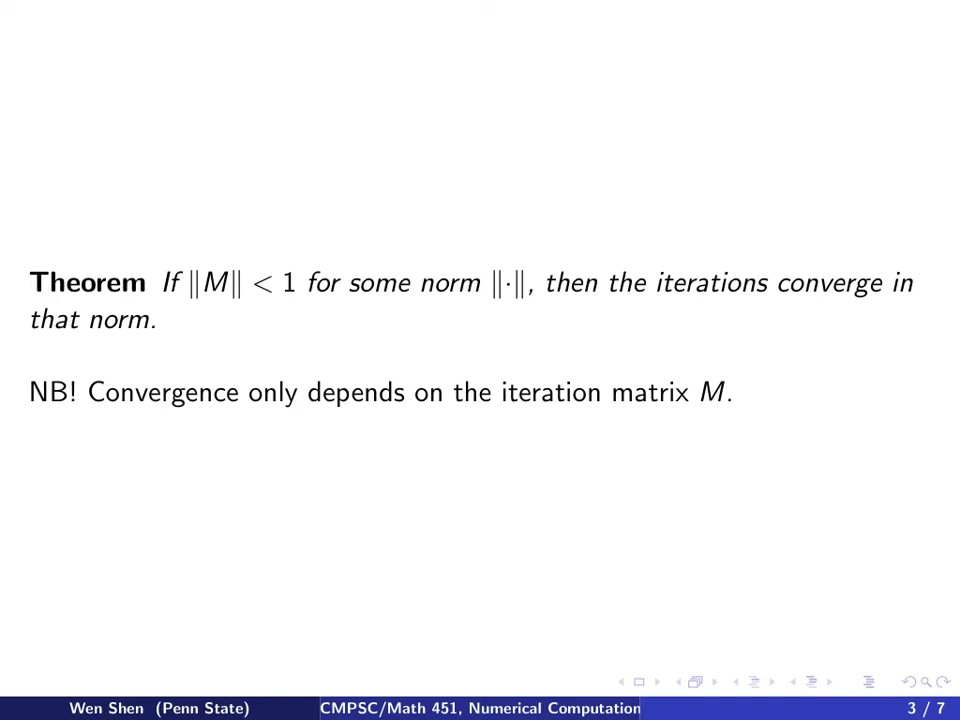 Theorem If ‖M‖ < 1 for some norm ‖·‖, then the iterations converge in
that norm.
NB! Convergence only depends on the iteration matrix M.
Wen Shen (Penn State)
CMPSC/Math 451, Numerical Computation
3 / 7